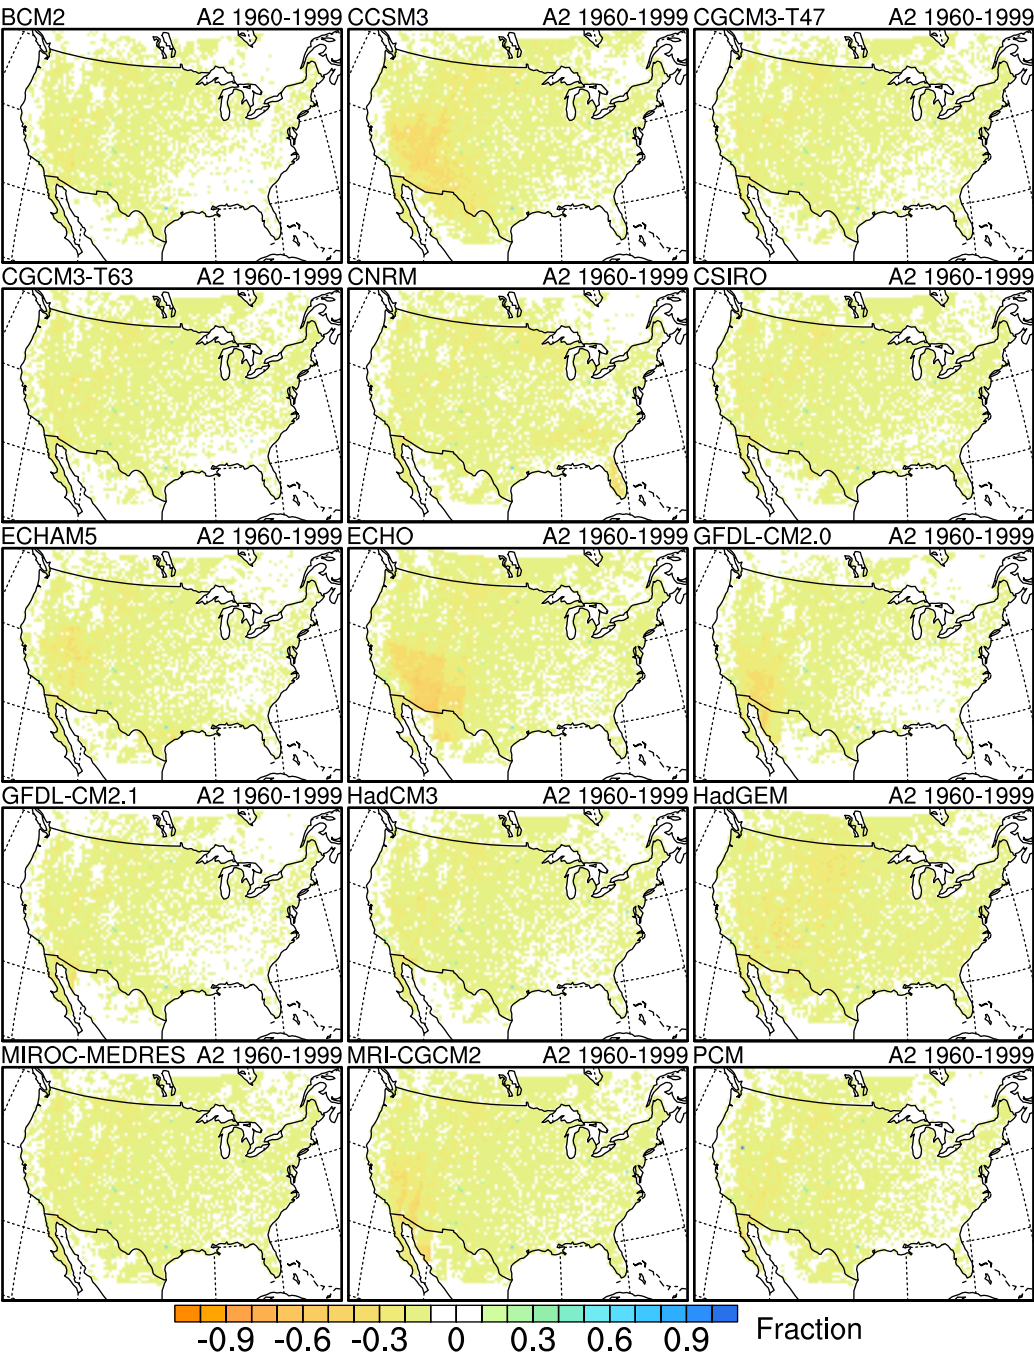 BCM2 A2 1960-1999 CCSM3 A2 1960-1999 CGCM3-T47 A2 1960-1999
CGCM3-T63 A2 1960-1999 CNRM A2 1960-1999 CSIRO A2 1960-1999
ECHAM5 A2 1960-1999 ECHO A2 1960-1999 GFDL-CM2.0 A2 1960-1999
GFDL-CM2.1 A2 1960-1999 HadCM3 A2 1960-1999 HadGEM A2 1960-1999
MIROC-MEDRES A2 1960-1999 MRI-CGCM2 A2 1960-1999 PCM A2 1960-1999
-0.9 -0.6 -0.3 0 0.3 0.6 0.9 Fraction